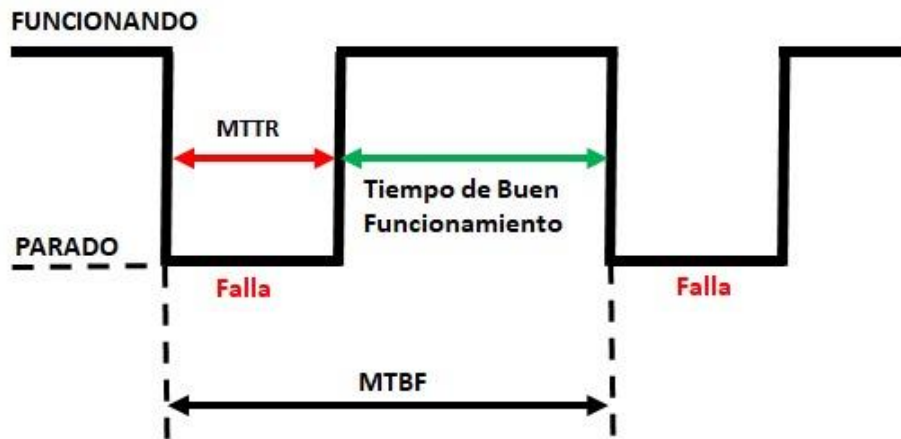 FUNCIONANDO
MTTR
Tiempo de Buen
Funcionamiento
PARADO
Falla
Falla
MTBF